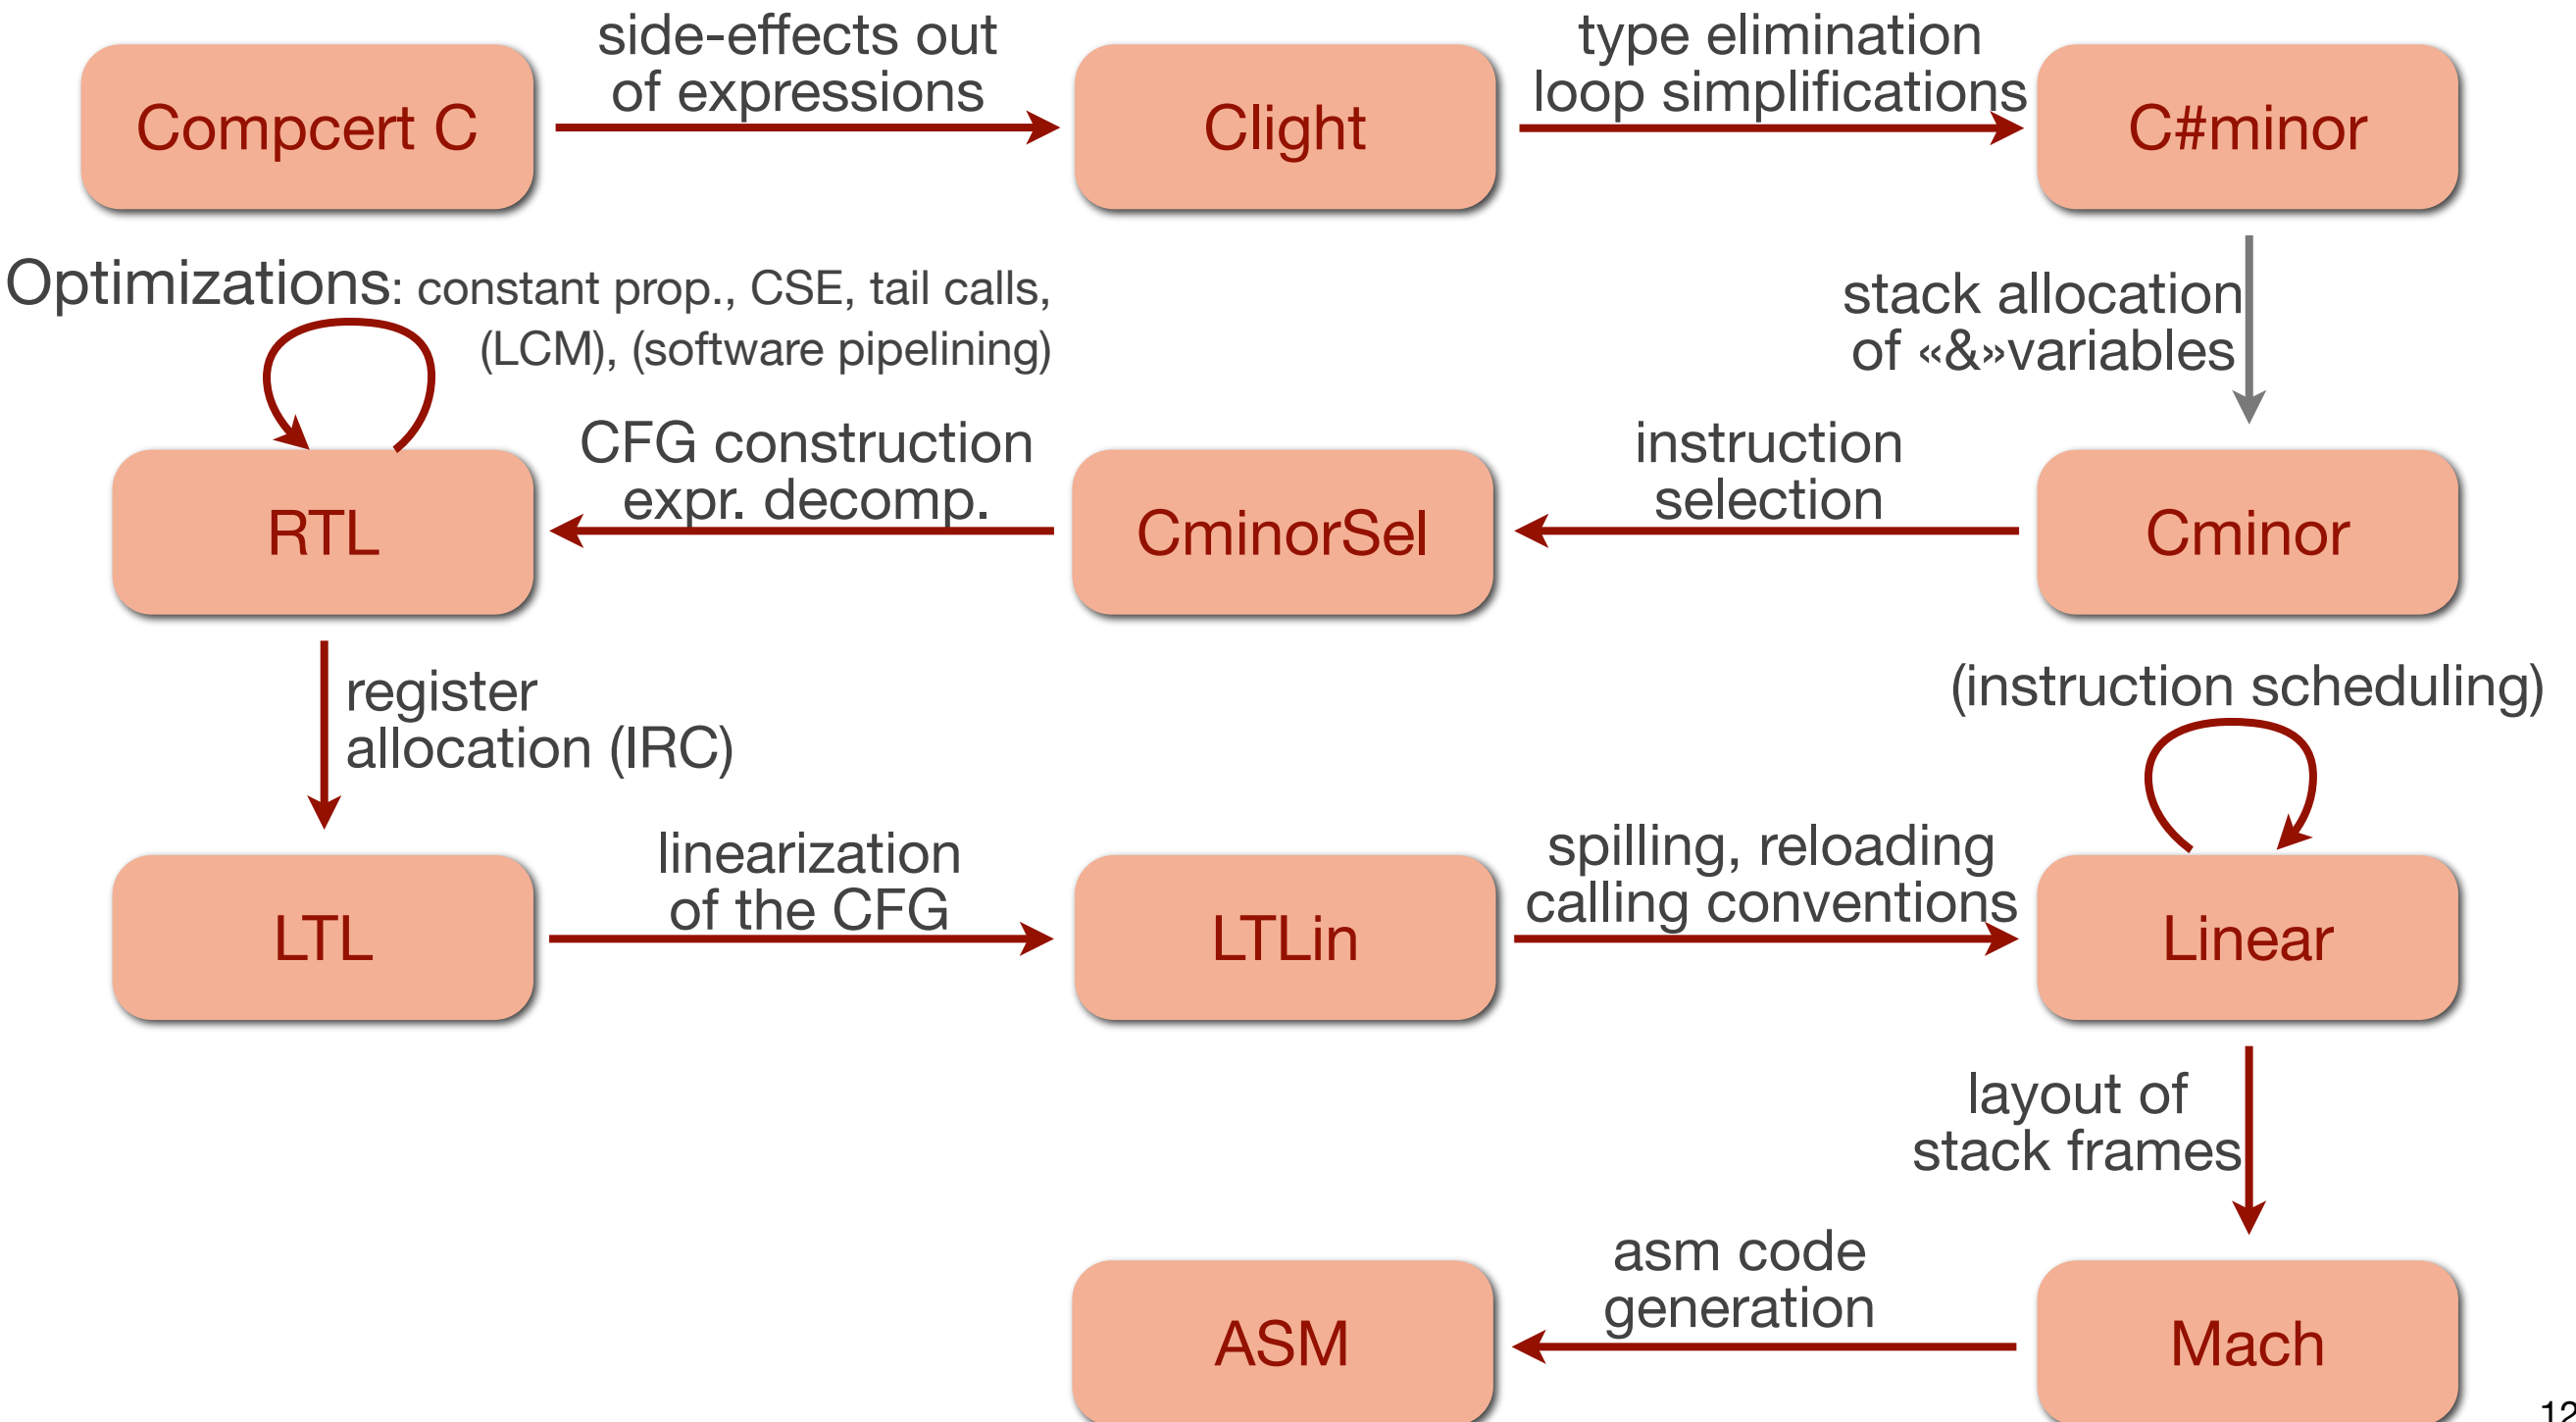 side-effects out
of expressions
type elimination
loop simplifications
Compcert C
Clight
C#minor
Optimizations: constant prop., CSE, tail calls,
(LCM), (software pipelining)
stack allocation
of «&»variables
CFG construction
expr. decomp.
instruction
selection
RTL
CminorSel
Cminor
register
allocation (IRC)
(instruction scheduling)
linearization
of the CFG
spilling, reloading
calling conventions
LTL
LTLin
Linear
layout of
stack frames
asm code
generation
ASM
Mach
12